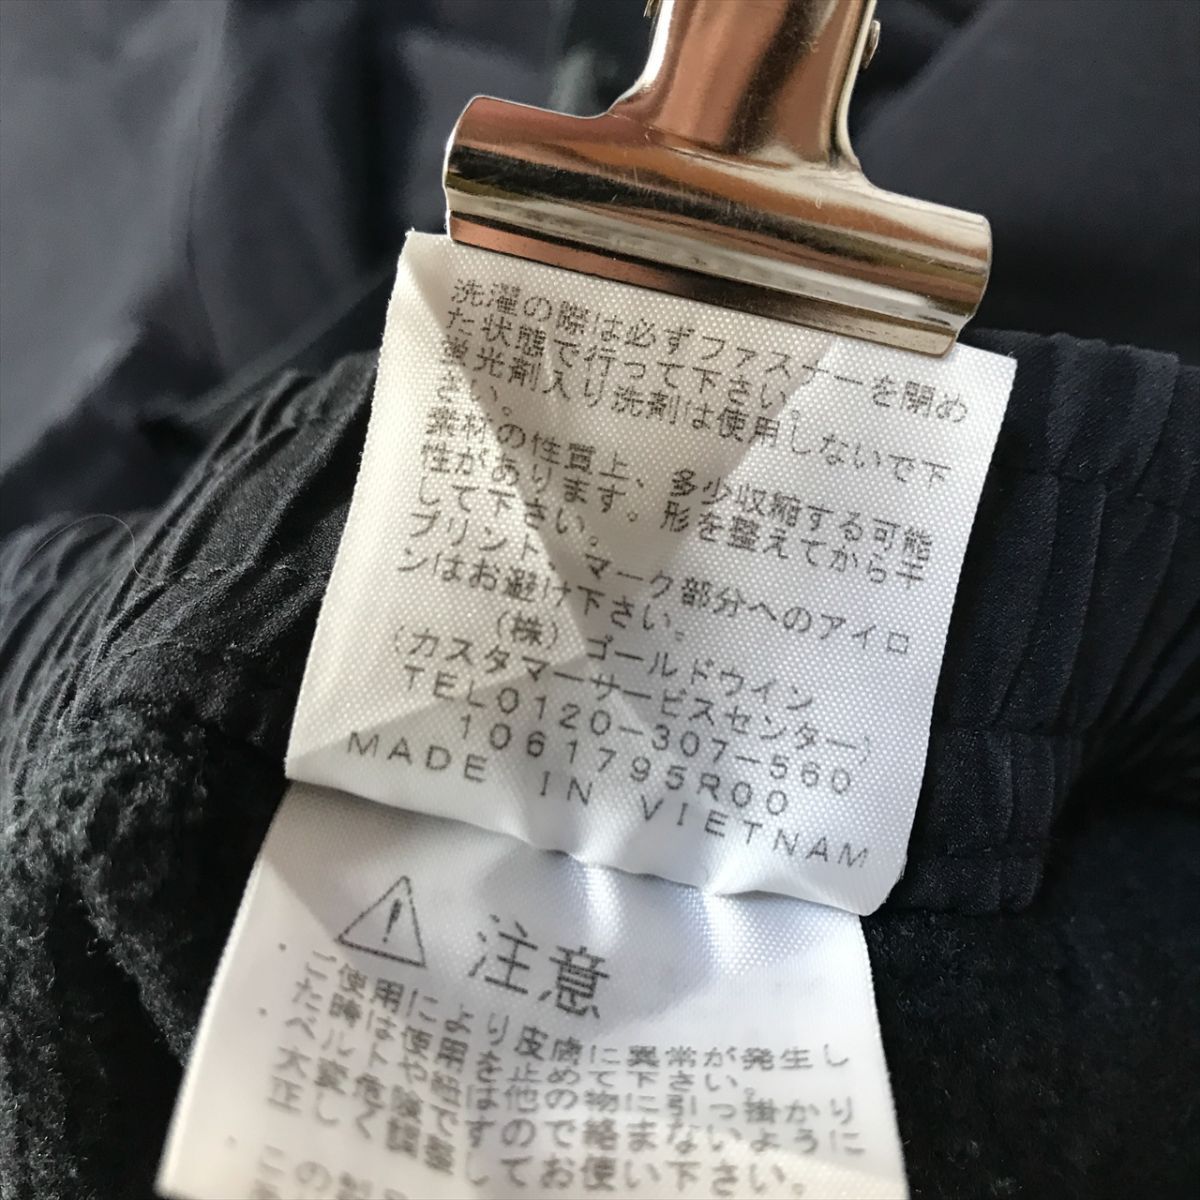 洗濯の際は必ずファスナーを閉め
た状態で行って下さい。
蛍光剤入り洗剤は使用しないで下
さい。
素材の性質上、多少収縮する可能
性があります。形を整えてから干
して下さい。
プリント、マーク部分へのアイロ
ンはお避け下さい。
(株)ゴールドウイン
(カスタマーサービスセンター)
TEL0120-307-560
1061795R00
MADE IN VIETNAM
注意
・ご使用により皮膚に異常が発生し
た時は使用を止めて下さい。
・ベルトや紐は他の物に引っ掛かり
大変危険ですので絡まないように
正しく調整してお使い下さい。
・この